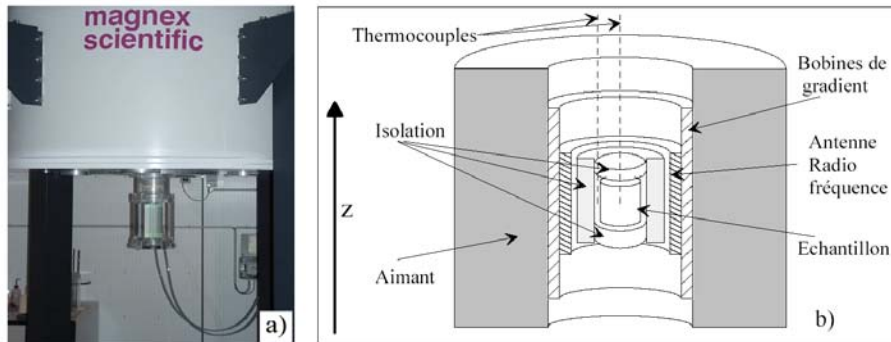 magnex
scientific
a)
b)
Thermocouples
Bobines de
gradient
Isolation
Antenne
Radio
fréquence
z
Echantillon
Aimant